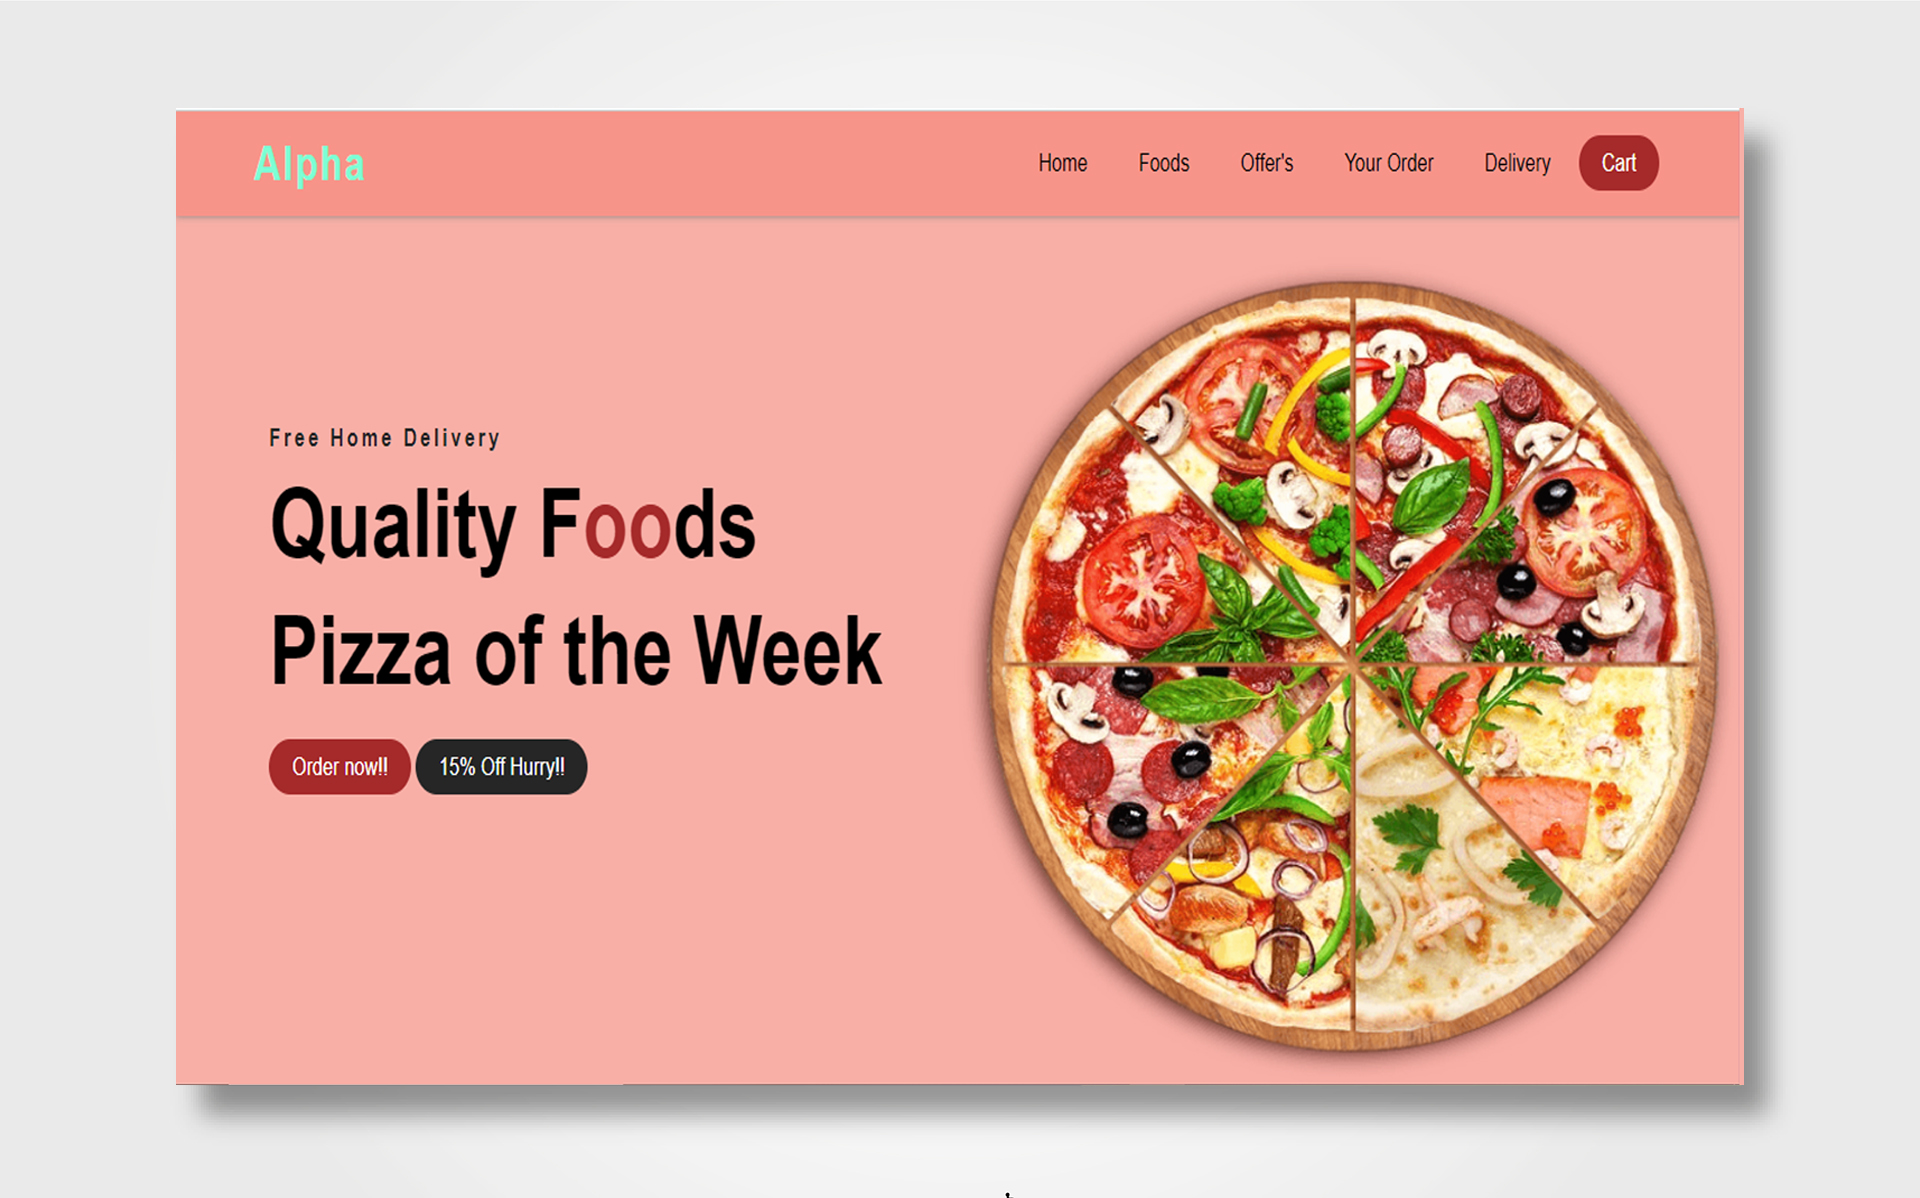 Alpha
Home Foods Offer's Your Order Delivery Cart
Free Home Delivery
Quality Foods
Pizza of the Week
Order now!! 15% Off Hurry!!